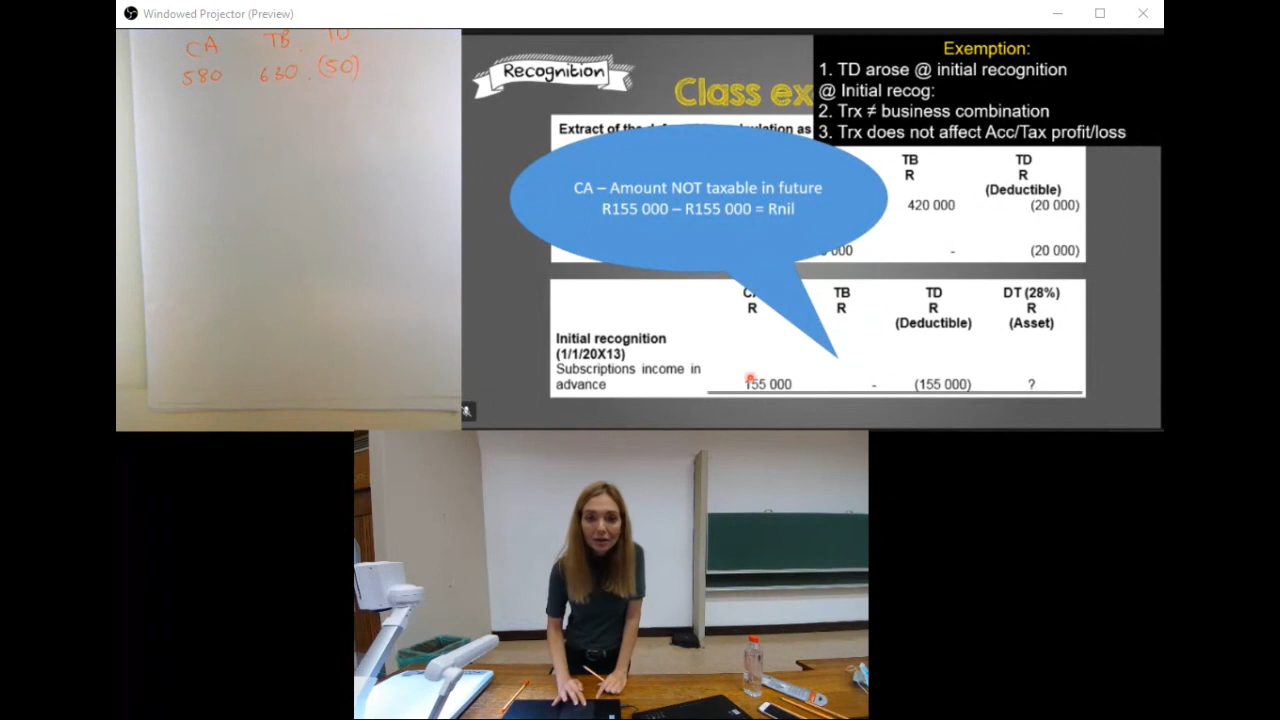 Windowed Projector (Preview)
CA TB TD
580 630 (50)
Recognition
Class ex
Exemption:
1. TD arose @ initial recognition
@ Initial recog:
2. Trx ≠ business combination
3. Trx does not affect Acc/Tax profit/loss
Extract of the
as
TB
R
TD
R
(Deductible)
420 000 (20 000)
000 - (20 000)
CA – Amount NOT taxable in future
R155 000 – R155 000 = Rnil
TB TD DT (28%)
R R R R
(Deductible) (Asset)
Initial recognition
(1/1/20X13)
Subscriptions income in
advance 155 000 - (155 000) ?